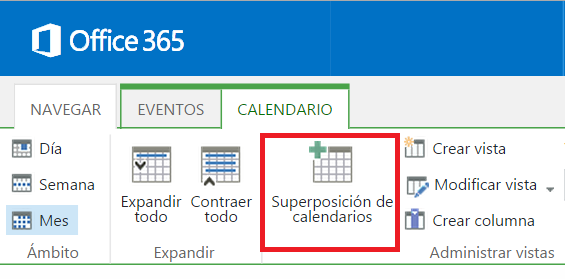 Office 365
NAVEGAR EVENTOS CALENDARIO
Día
Semana
Mes
Ámbito
Expandir
todo
Contraer
todo
Expandir
Superposición de
calendarios
Crear vista
Modificar vista
Crear columna
Administrar vistas